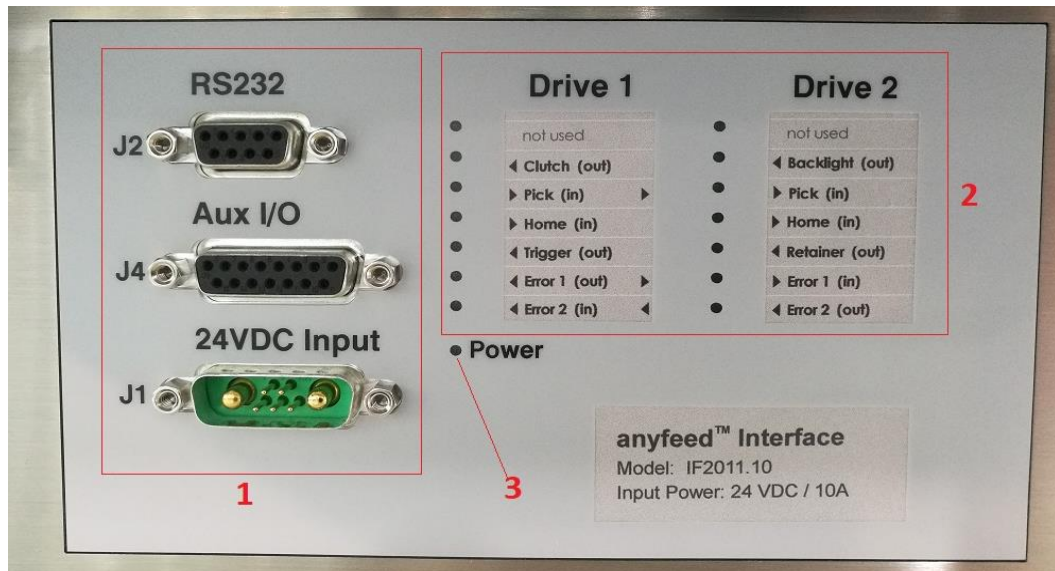 RS232
J2
Aux I/O
J4
24VDC Input
J1
1
Drive 1
not used
◀ Clutch (out)
▶ Pick (in) ▶
▶ Home (in)
◀ Trigger (out)
◀ Error 1 (out) ▶
◀ Error 2 (in) ◀
Drive 2
not used
◀ Backlight (out)
▶ Pick (in)
▶ Home (in)
◀ Retainer (out)
▶ Error 1 (in)
◀ Error 2 (out)
2
Power
3
anyfeed™ Interface
Model: IF2011.10
Input Power: 24 VDC / 10A